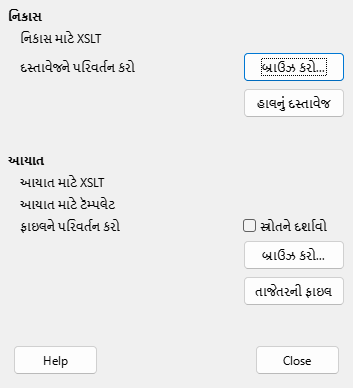 નિકાસ
નિકાસ માટે XSLT
દસ્તાવેજને પરિવર્તન કરો
બ્રાઉઝ કરો...
હાલનું દસ્તાવેજ
આયાત
આયાત માટે XSLT
આયાત માટે ટૅમ્પલેટ
ફાઇલને પરિવર્તન કરો
સ્ત્રોતને દર્શાવો
બ્રાઉઝ કરો...
તાજેતરની ફાઇલ
Help
Close